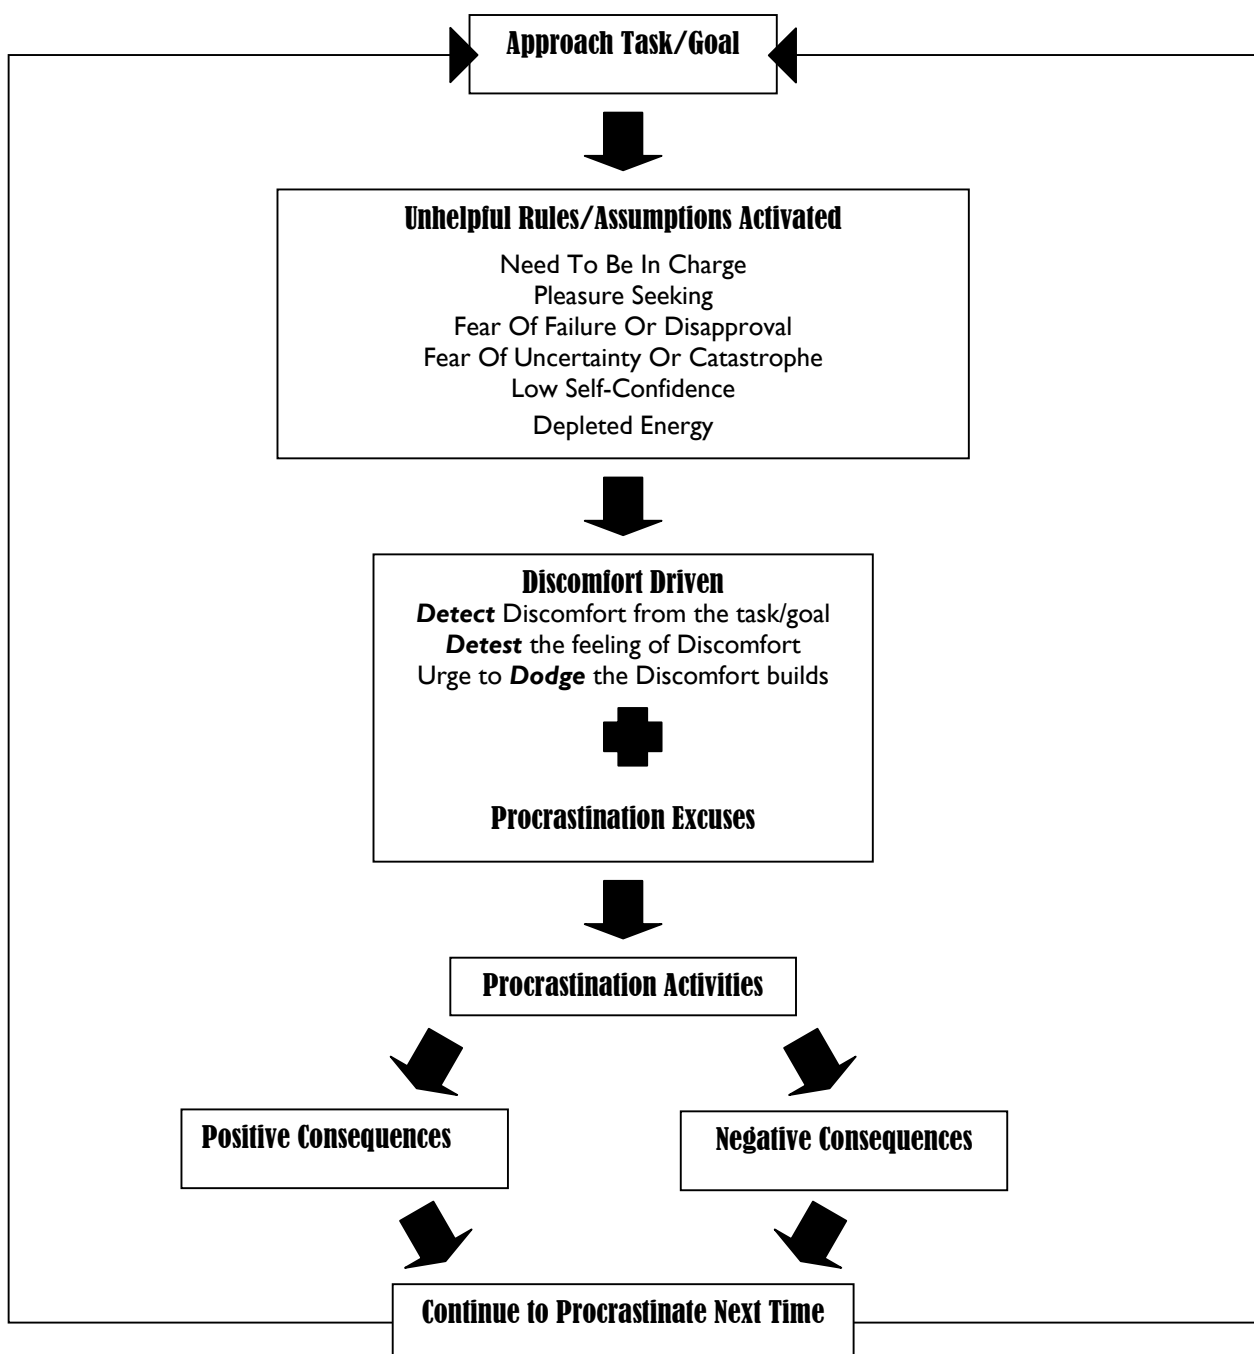 Approach Task/Goal
Unhelpful Rules/Assumptions Activated
Need To Be In Charge
Pleasure Seeking
Fear Of Failure Or Disapproval
Fear Of Uncertainty Or Catastrophe
Low Self-Confidence
Depleted Energy
Discomfort Driven
Detect Discomfort from the task/goal
Detest the feeling of Discomfort
Urge to Dodge the Discomfort builds
Procrastination Excuses
Procrastination Activities
Positive Consequences
Negative Consequences
Continue to Procrastinate Next Time